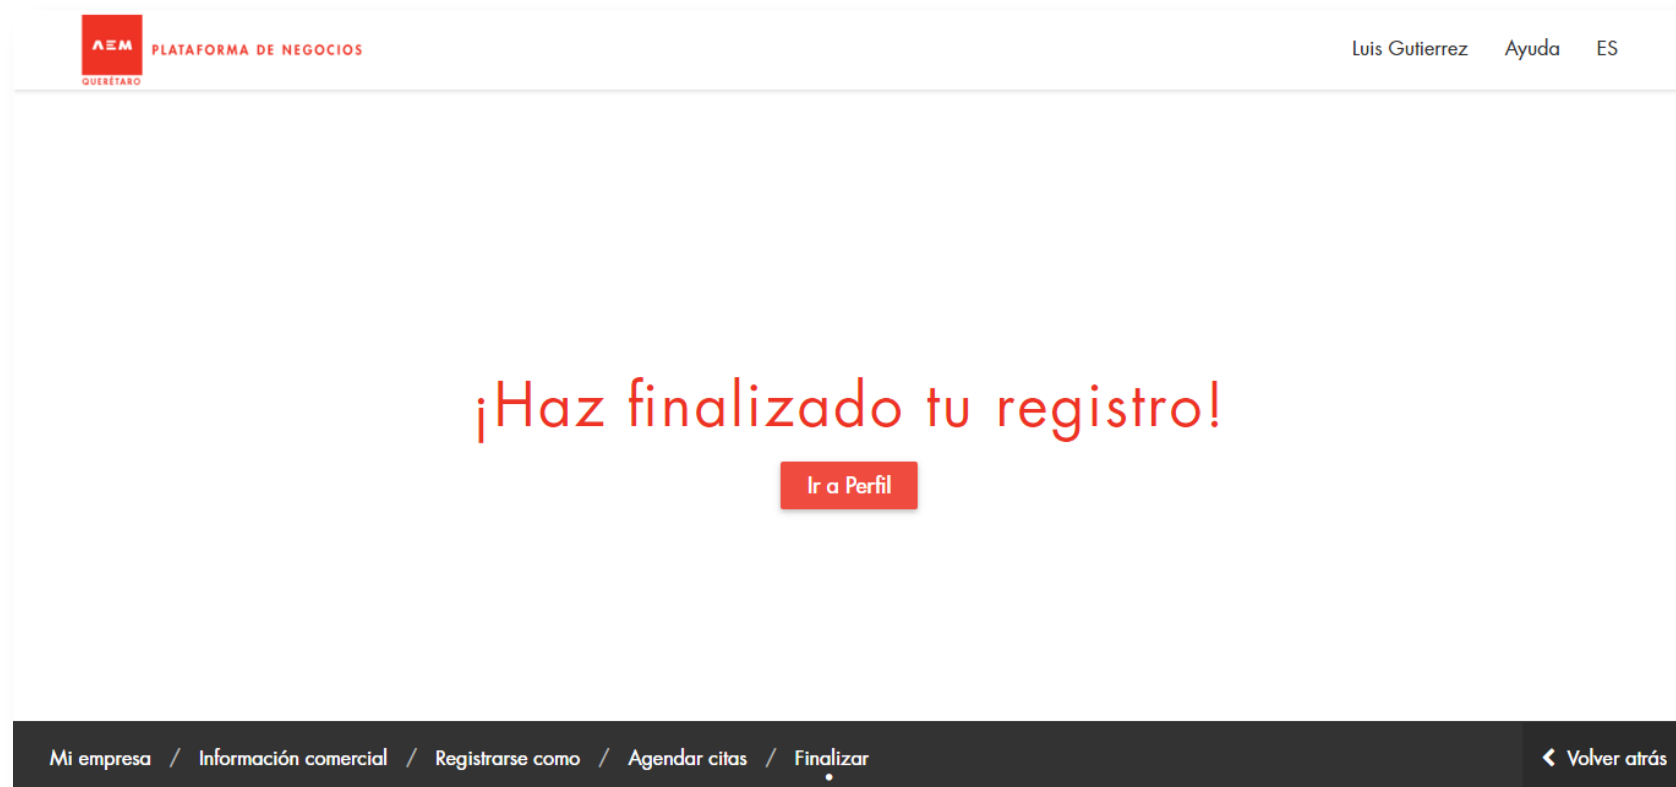 AEM PLATAFORMA DE NEGOCIOS
QUERÉTARO
Luis Gutierrez Ayuda ES
¡Haz finalizado tu registro!
Ir a Perfil
Mi empresa / Información comercial / Registrarse como / Agendar citas / Finalizar
Volver atrás